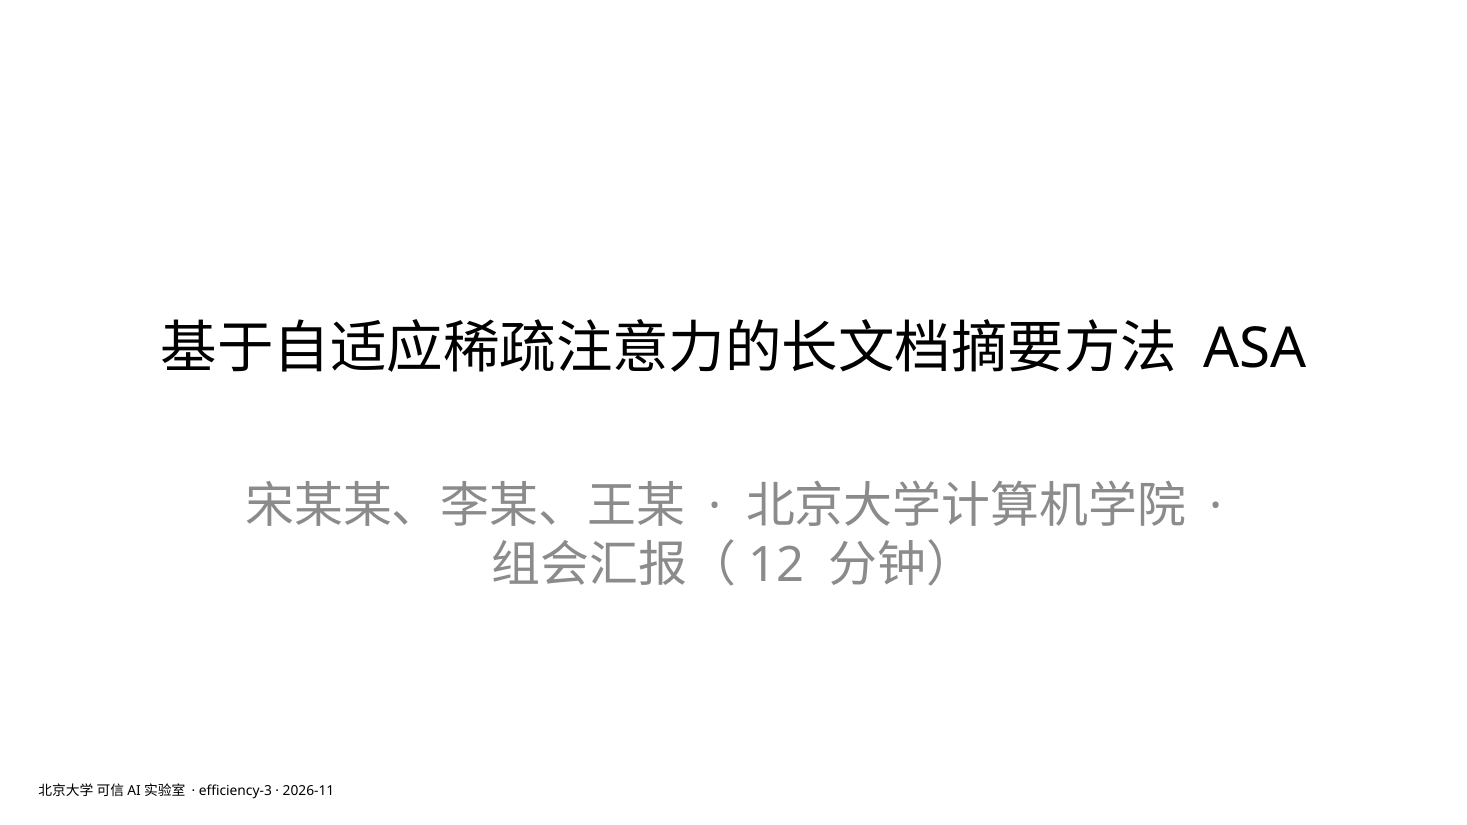 基于自适应稀疏注意力的长文档摘要方法 ASA
宋某某、李某、王某 · 北京大学计算机学院 ·
组会汇报（12 分钟）
北京大学 可信 AI 实验室 · efficiency-3 · 2026-11